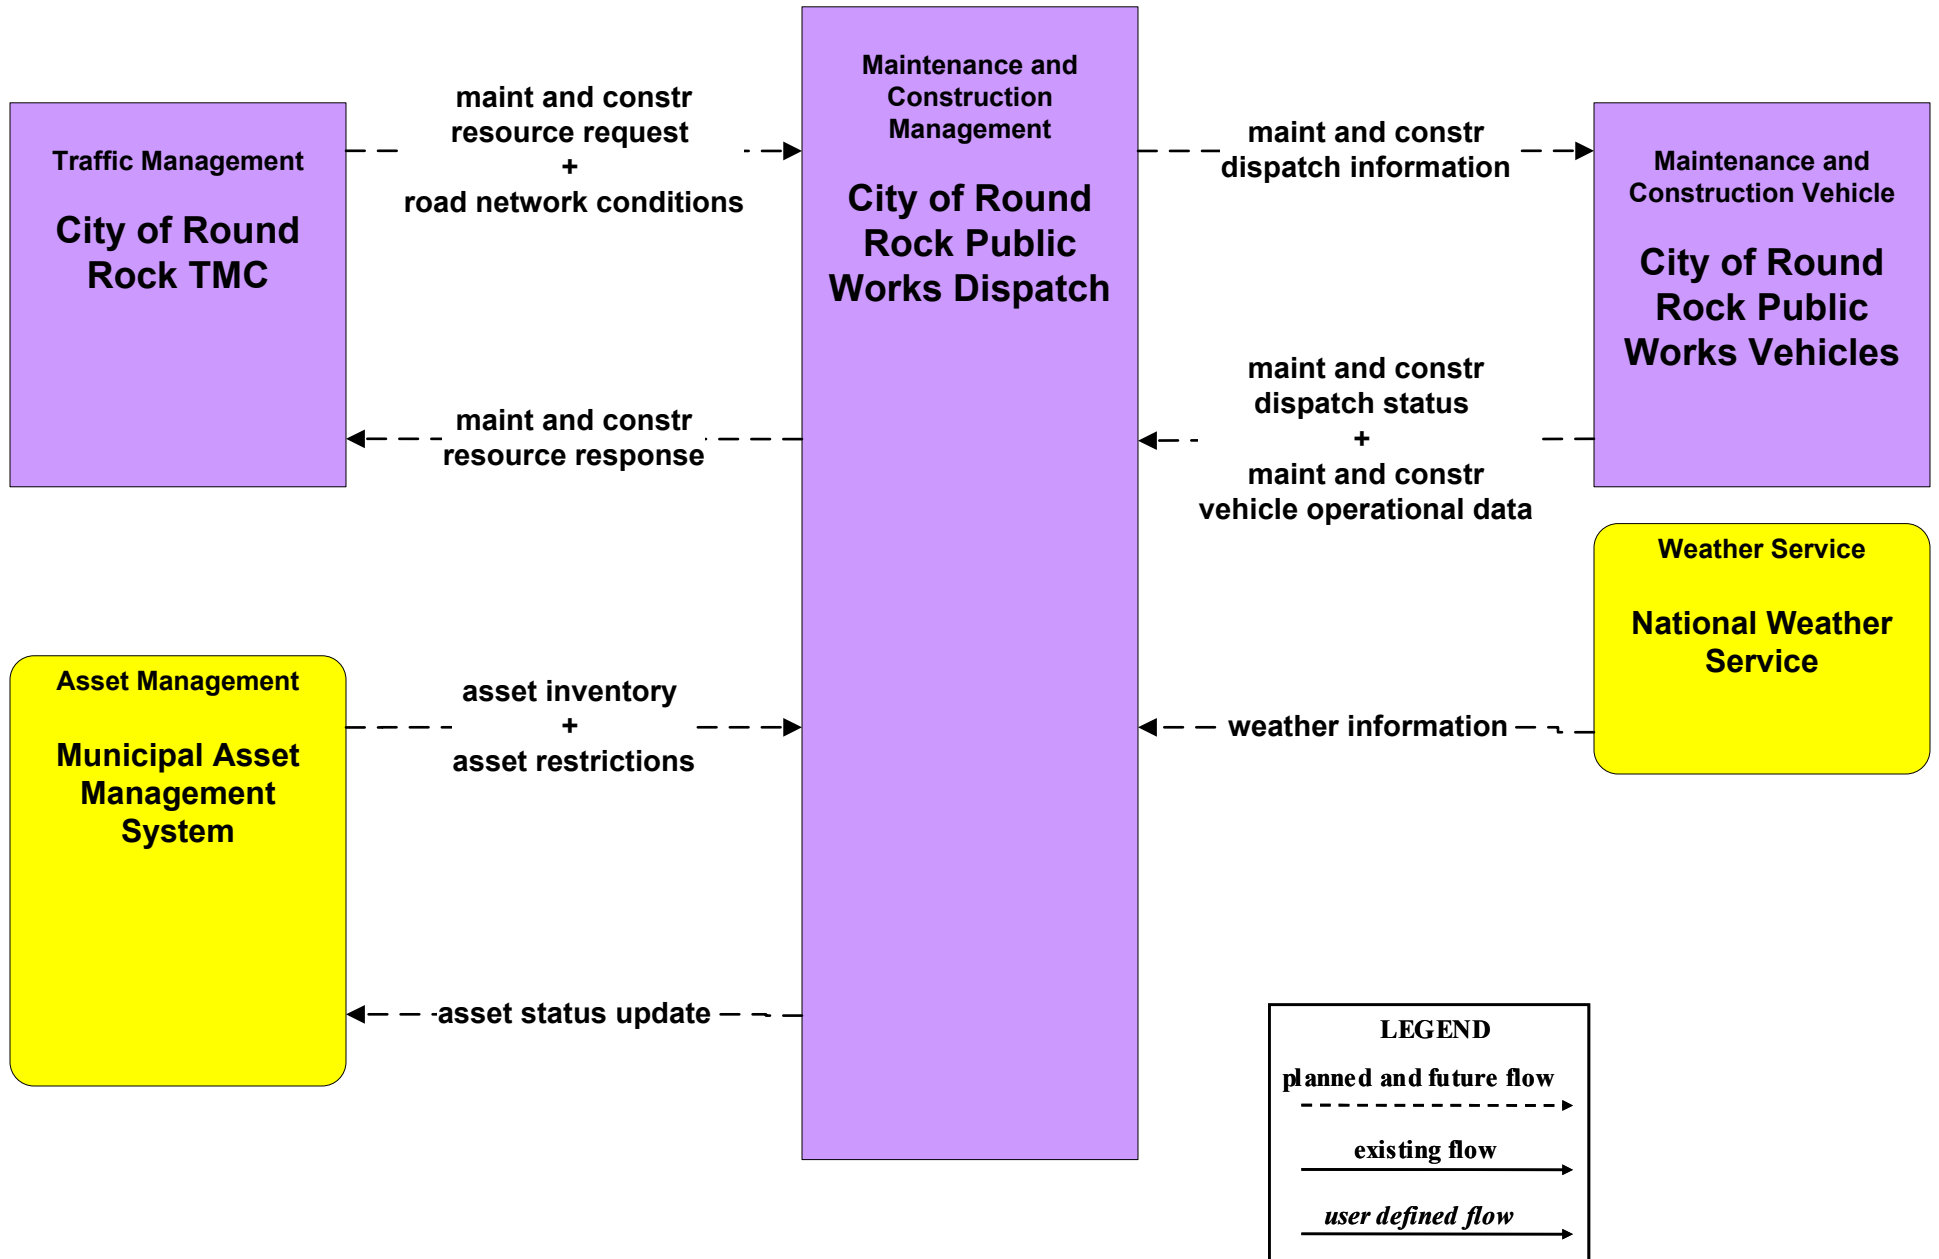 Traffic Management
City of Round
Rock TMC
maint and constr
resource request
+
road network conditions
maint and constr
resource response
Maintenance and
Construction
Management
City of Round
Rock Public
Works Dispatch
maint and constr
dispatch information
maint and constr
dispatch status
+
maint and constr
vehicle operational data
Maintenance and
Construction Vehicle
City of Round
Rock Public
Works Vehicles
Weather Service
National Weather
Service
weather information
Asset Management
Municipal Asset
Management
System
asset inventory
+
asset restrictions
asset status update
LEGEND
planned and future flow
existing flow
user defined flow